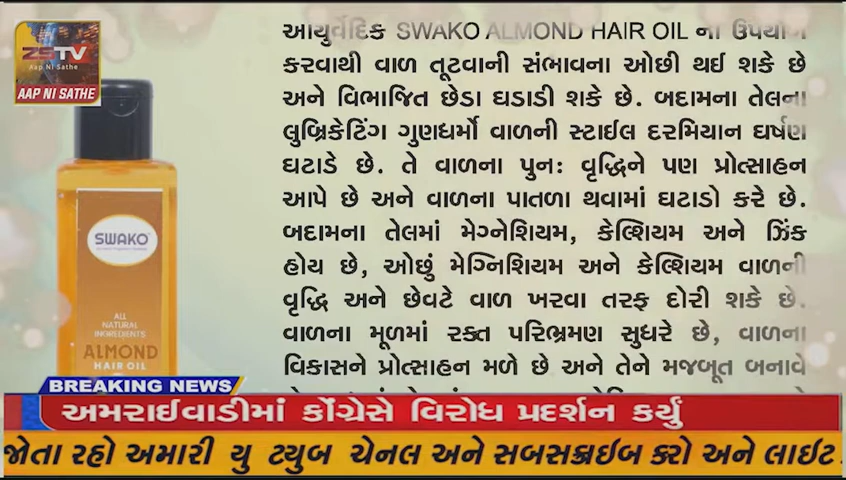 ZSTV
Aap Ni Sathe
AAP NI SATHE
આયુર્વેદિક SWAKO ALMOND HAIR OIL ના ઉપયોગ
કરવાથી વાળ તૂટવાની સંભાવના ઓછી થઈ શકે છે
અને વિભાજિત છેડા ઘડાડી શકે છે. બદામના તેલના
લુબ્રિકેટિંગ ગુણધર્મો વાળની સ્ટાઈલ દરમિયાન ઘર્ષણ
ઘટાડે છે. તે વાળના પુનઃ વૃદ્ધિને પણ પ્રોત્સાહન
આપે છે અને વાળના પાતળા થવામાં ઘટાડો કરે છે.
બદામના તેલમાં મેગ્નેશિયમ, કેલ્શિયમ અને ઝિંક
હોય છે, ઓછું મેગ્નિશિયમ અને કેલ્શિયમ વાળની
વૃદ્ધિ અને છેવટે વાળ ખરવા તરફ દોરી શકે છે.
વાળના મૂળમાં રક્ત પરિભ્રમણ સુધરે છે, વાળના
વિકાસને પ્રોત્સાહન મળે છે અને તેને મજબૂત બનાવે
SWAKO
ALL
NATURAL
INGREDIENTS
ALMOND
HAIR OIL
BREAKING NEWS
અમરાઈવાડીમાં કોંગ્રેસે વિરોધ પ્રદર્શન કર્યું
જોતા રહો અમારી યુ ટ્યુબ ચેનલ અને સબસક્રાઇબ કરો અને લાઈટ